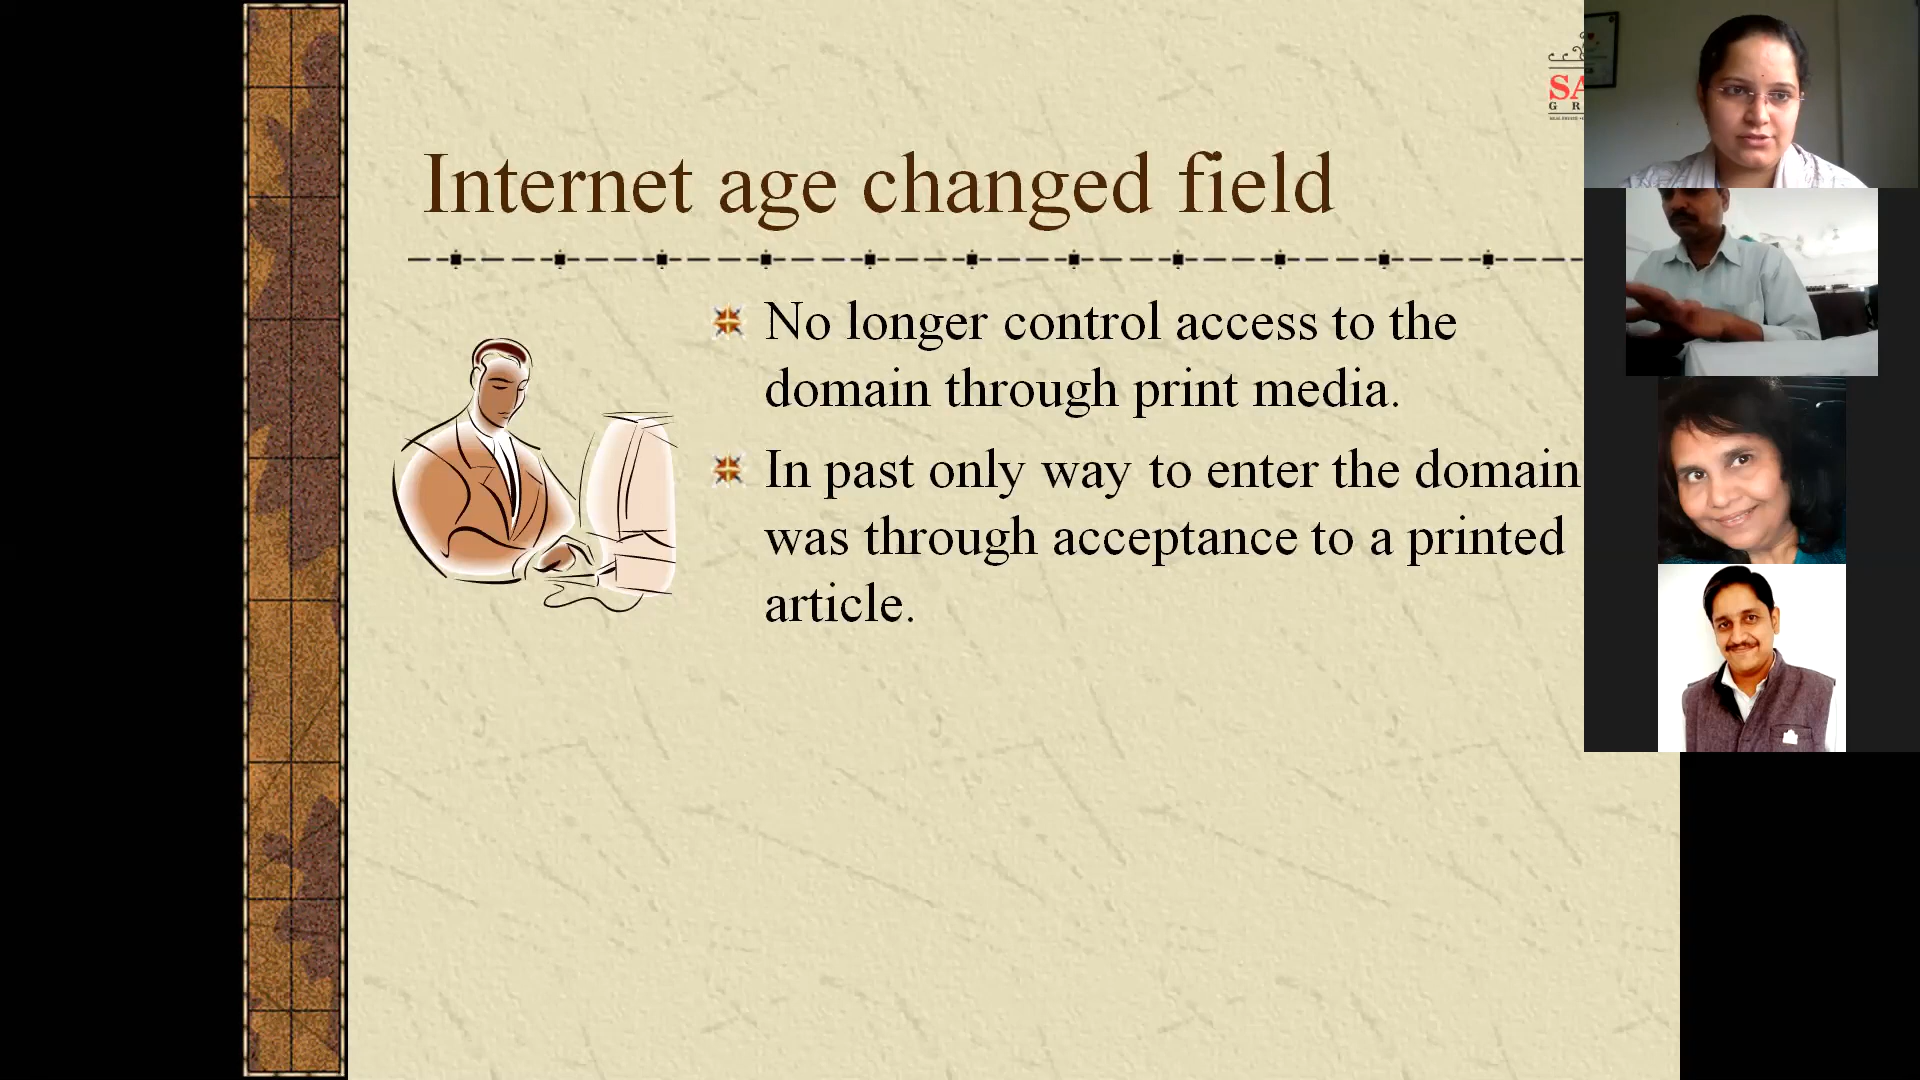 SA
G R
Internet age changed field
No longer control access to the
domain through print media.
In past only way to enter the domain
was through acceptance to a printed
article.